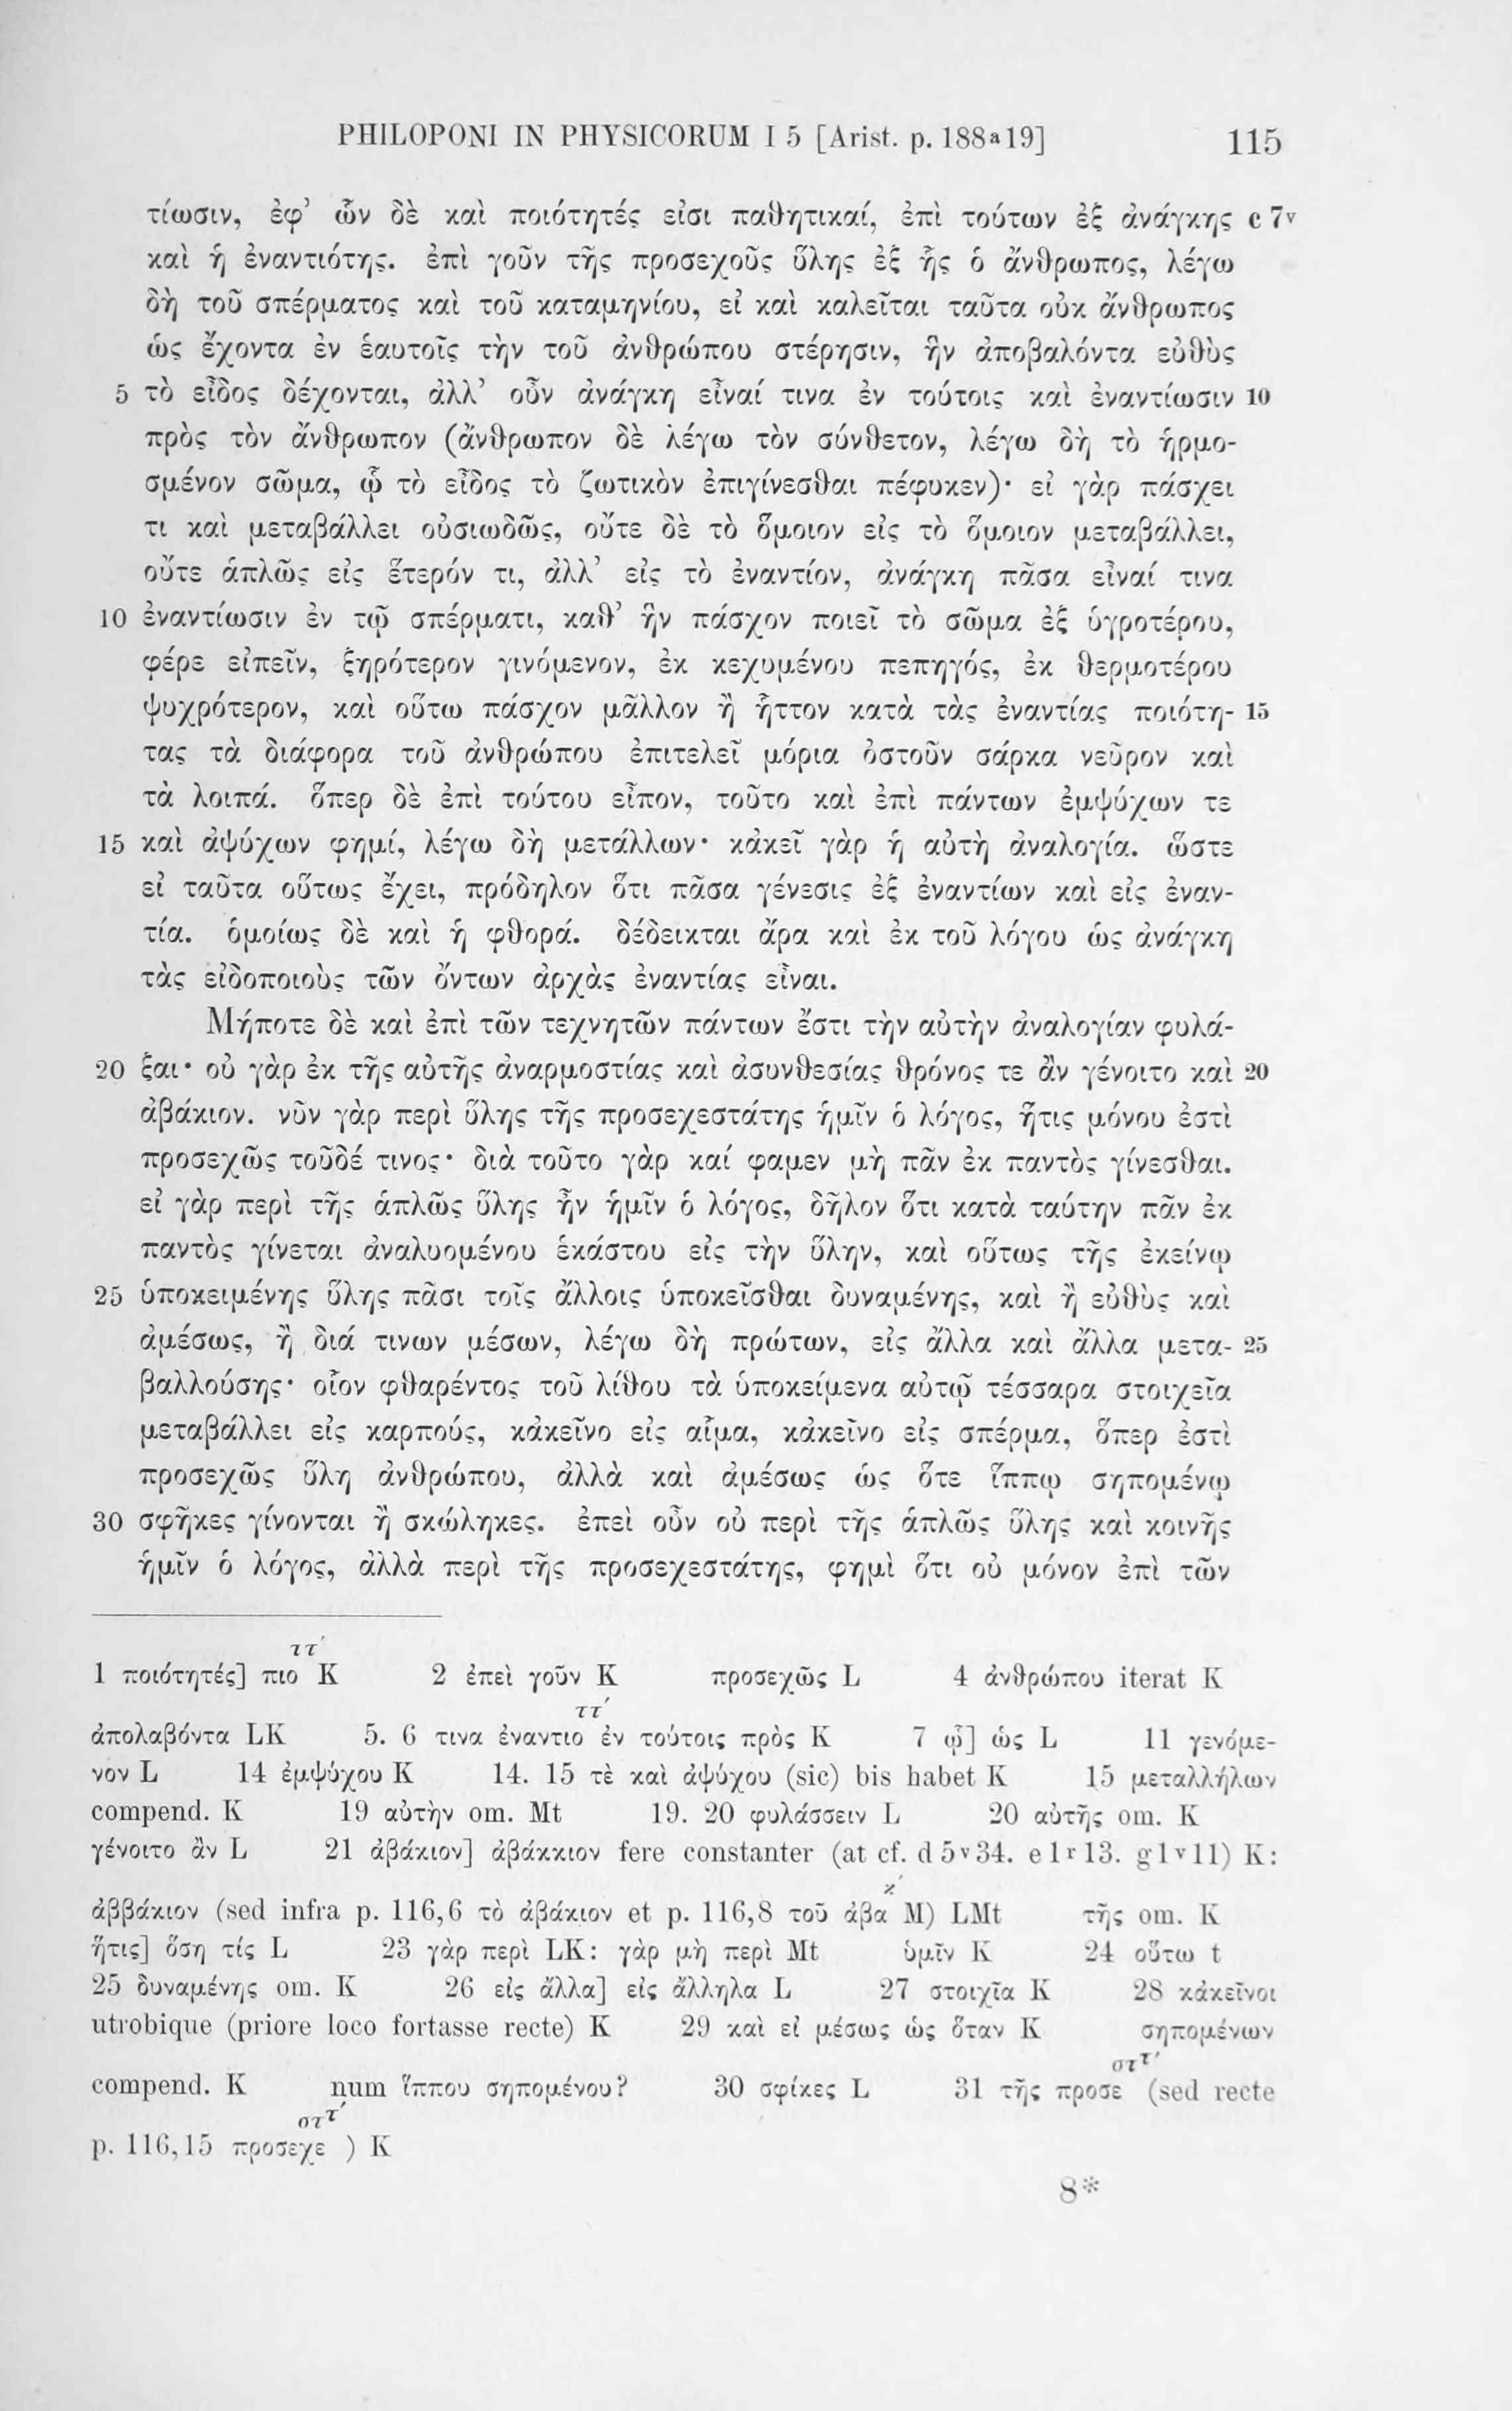 PHILOPONI IN PHYSICORUM I 5 [Arist. p. 188ᵃ19] 115
τίωσιν, ἐφ’ ὧν δὲ καὶ ποιότητές εἰσι παθητικαί, ἐπὶ τούτων ἐξ ἀνάγκης c 7ᵛ
καὶ ἡ ἐναντιότης. ἐπὶ γοῦν τῆς προσεχοῦς ὕλης ἐξ ἧς ὁ ἄνθρωπος, λέγω
δὴ τοῦ σπέρματος καὶ τοῦ καταμηνίου, εἰ καὶ καλεῖται ταῦτα οὐκ ἄνθρωπος
ὡς ἔχοντα ἐν ἑαυτοῖς τὴν τοῦ ἀνθρώπου στέρησιν, ἣν ἀποβαλόντα εὐθὺς
5 τὸ εἶδος δέχονται, ἀλλ’ οὖν ἀνάγκη εἶναί τινα ἐν τούτοις καὶ ἐναντίωσιν 10
πρὸς τὸν ἄνθρωπον (ἄνθρωπον δὲ λέγω τὸν σύνθετον, λέγω δὴ τὸ ἡρμο-
σμένον σῶμα, ᾧ τὸ εἶδος τὸ ζωτικὸν ἐπιγίνεσθαι πέφυκεν)· εἰ γὰρ πάσχει
τι καὶ μεταβάλλει οὐσιωδῶς, οὔτε δὲ τὸ ὅμοιον εἰς τὸ ὅμοιον μεταβάλλει,
οὔτε ἁπλῶς εἰς ἕτερόν τι, ἀλλ’ εἰς τὸ ἐναντίον, ἀνάγκη πᾶσα εἶναί τινα
10 ἐναντίωσιν ἐν τῷ σπέρματι, καθ’ ἣν πάσχον ποιεῖ τὸ σῶμα ἐξ ὑγροτέρου,
φέρε εἰπεῖν, ξηρότερον γινόμενον, ἐκ κεχυμένου πεπηγός, ἐκ θερμοτέρου
ψυχρότερον, καὶ οὕτω πάσχον μᾶλλον ἢ ἧττον κατὰ τὰς ἐναντίας ποιότη- 15
τας τὰ διάφορα τοῦ ἀνθρώπου ἐπιτελεῖ μόρια ὀστοῦν σάρκα νεῦρον καὶ
τὰ λοιπά. ὅπερ δὲ ἐπὶ τούτου εἶπον, τοῦτο καὶ ἐπὶ πάντων ἐμψύχων τε
15 καὶ ἀψύχων φημί, λέγω δὴ μετάλλων· κἀκεῖ γὰρ ἡ αὐτὴ ἀναλογία. ὥστε
εἰ ταῦτα οὕτως ἔχει, πρόδηλον ὅτι πᾶσα γένεσις ἐξ ἐναντίων καὶ εἰς ἐναν-
τία. ὁμοίως δὲ καὶ ἡ φθορά. δέδεικται ἄρα καὶ ἐκ τοῦ λόγου ὡς ἀνάγκη
τὰς εἰδοποιοὺς τῶν ὄντων ἀρχὰς ἐναντίας εἶναι.
Μήποτε δὲ καὶ ἐπὶ τῶν τεχνητῶν πάντων ἔστι τὴν αὐτὴν ἀναλογίαν φυλά-
20 ξαι· οὐ γὰρ ἐκ τῆς αὐτῆς ἀναρμοστίας καὶ ἀσυνθεσίας θρόνος τε ἂν γένοιτο καὶ 20
ἀβάκιον. νῦν γὰρ περὶ ὕλης τῆς προσεχεστάτης ἡμῖν ὁ λόγος, ἥτις μόνου ἐστὶ
προσεχῶς τοῦδέ τινος· διὰ τοῦτο γὰρ καί φαμεν μὴ πᾶν ἐκ παντὸς γίνεσθαι.
εἰ γὰρ περὶ τῆς ἁπλῶς ὕλης ἦν ἡμῖν ὁ λόγος, δῆλον ὅτι κατὰ ταύτην πᾶν ἐκ
παντὸς γίνεται ἀναλυομένου ἑκάστου εἰς τὴν ὕλην, καὶ οὕτως τῆς ἐκείνῳ
25 ὑποκειμένης ὕλης πᾶσι τοῖς ἄλλοις ὑποκεῖσθαι δυναμένης, καὶ ἢ εὐθὺς καὶ
ἀμέσως, ἢ διά τινων μέσων, λέγω δὴ πρώτων, εἰς ἄλλα καὶ ἄλλα μετα- 25
βαλλούσης· οἷον φθαρέντος τοῦ λίθου τὰ ὑποκείμενα αὐτῷ τέσσαρα στοιχεῖα
μεταβάλλει εἰς καρπούς, κἀκεῖνο εἰς αἷμα, κἀκεῖνο εἰς σπέρμα, ὅπερ ἐστὶ
προσεχῶς ὕλη ἀνθρώπου, ἀλλὰ καὶ ἀμέσως ὡς ὅτε ἵππῳ σηπομένῳ
30 σφῆκες γίνονται ἢ σκώληκες. ἐπεὶ οὖν οὐ περὶ τῆς ἁπλῶς ὕλης καὶ κοινῆς
ἡμῖν ὁ λόγος, ἀλλὰ περὶ τῆς προσεχεστάτης, φημὶ ὅτι οὐ μόνον ἐπὶ τῶν
1 ποιότητές] πιο ττ´ K 2 ἐπεὶ γοῦν K προσεχῶς L 4 ἀνθρώπου iterat K
ἀπολαβόντα LK 5. 6 τινα ἐναντιο ττ´ ἐν τούτοις πρὸς K 7 ᾧ] ὡς L 11 γενόμε-
νον L 14 ἐμψύχου K 14. 15 τὲ καὶ ἀψύχου (sic) bis habet K 15 μεταλλήλων
compend. K 19 αὐτὴν om. Mt 19. 20 φυλάσσειν L 20 αὐτῆς om. K
γένοιτο ἂν L 21 ἀβάκιον] ἀβάκκιον fere constanter (at cf. d 5ᵛ34. e 1ʳ13. g 1ᵛ11) K:
ἀββάκιον (sed infra p. 116,6 τὸ ἀβάκιον et p. 116,8 τοῦ ἀβα κ´ M) LMt τῆς om. K
ἥτις] ὅση τίς L 23 γὰρ περὶ LK: γὰρ μὴ περὶ Mt ὑμῖν K 24 οὕτω t
25 δυναμένης om. K 26 εἰς ἄλλα] εἰς ἄλληλα L 27 στοιχῖα K 28 κἀκεῖνοι
utrobique (priore loco fortasse recte) K 29 καὶ εἰ μέσως ὡς ὅταν K σηπομένων
compend. K num ἵππου σηπομένου? 30 σφίκες L 31 τῆς προσε στ τ´ (sed recte
p. 116,15 προσεχε στ τ´ ) K
8*